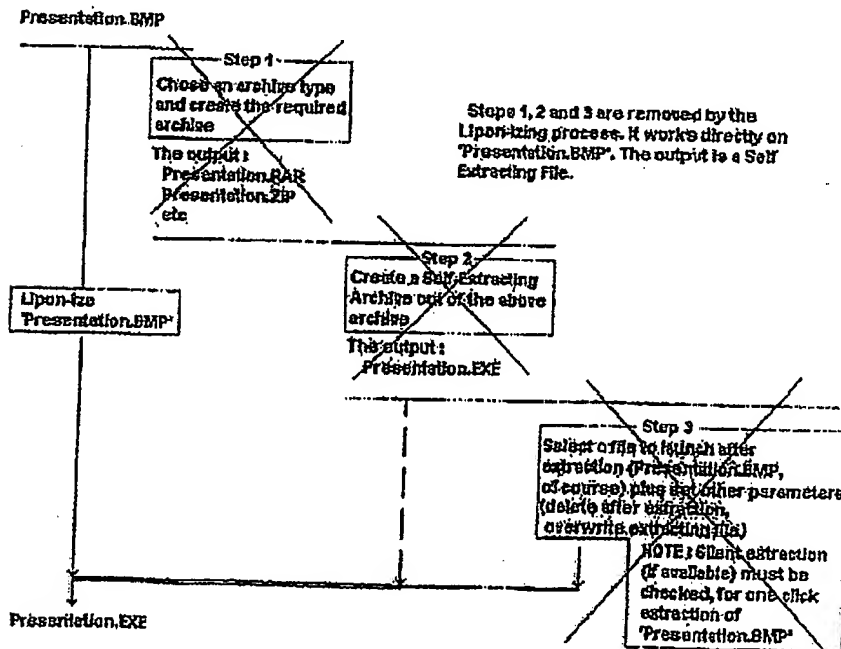 Presentation.BMP
Step 1
Chose an archive type
and create the required
archive
The output :
Presentation.RAR
Presentation.ZIP
etc
Steps 1, 2 and 3 are removed by the
Lipon-izing process. It works directly on
"Presentation.BMP". The output is a Self
Extracting File.
Step 2
Create a Self-Extracting
Archive out of the above
archive
The output :
Presentation.EXE
Lipon-ize
"Presentation.BMP"
Step 3
Select a file to launch after
extraction (Presentation.BMP,
of course) plus set other parameters
(delete after extraction,
overwrite extracting file)
NOTE : Silent extraction
(if available) must be
checked, for one click
extraction of
"Presentation.BMP"
Presentation.EXE